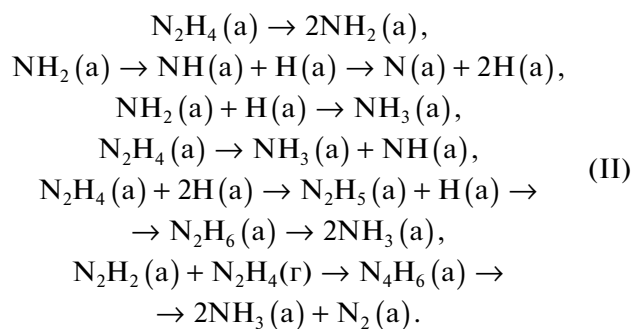 N₂H₄(а) → 2NH₂(а),
NH₂(а) → NH(а) + H(а) → N(а) + 2H(а),
NH₂(а) + H(а) → NH₃(а),
N₂H₄(а) → NH₃(а) + NH(а),
(II)
N₂H₄(а) + 2H(а) → N₂H₅(а) + H(а) →
→ N₂H₆(а) → 2NH₃(а),
N₂H₂(а) + N₂H₄(г) → N₄H₆(а) →
→ 2NH₃(а) + N₂(а).